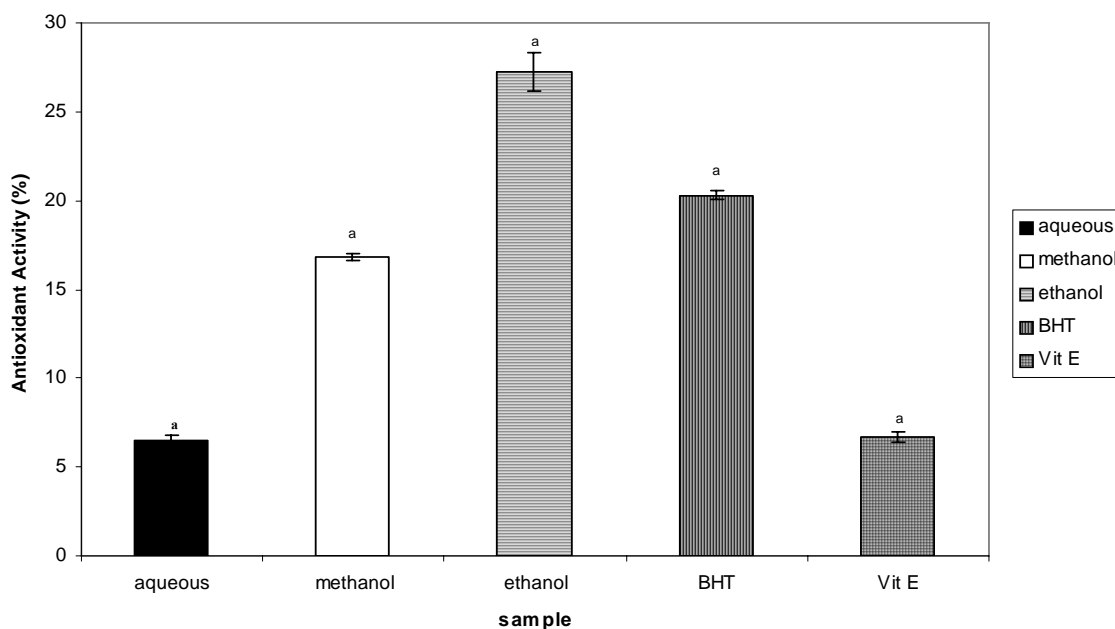 30
25
20
15
10
5
0
Antioxidant Activity (%)
a
a
a
a
a
aqueous
methanol
ethanol
BHT
Vit E
sample
aqueous
methanol
ethanol
BHT
Vit E